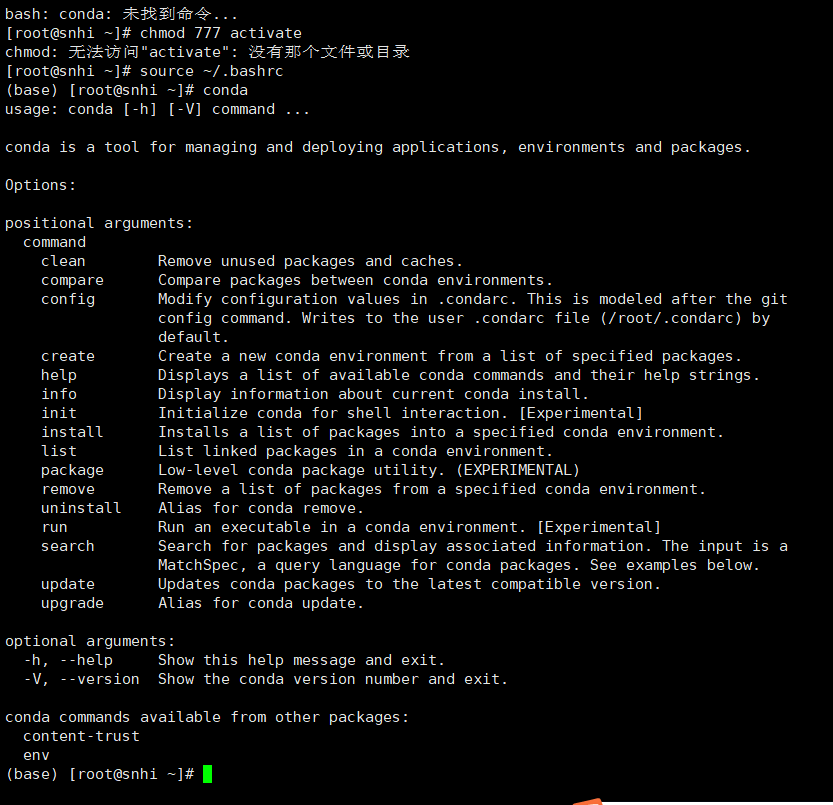 bash: conda: 未找到命令...
[root@snhi ~]# chmod 777 activate
chmod: 无法访问"activate": 没有那个文件或目录
[root@snhi ~]# source ~/.bashrc
(base) [root@snhi ~]# conda
usage: conda [-h] [-V] command ...
conda is a tool for managing and deploying applications, environments and packages.
Options:
positional arguments:
  command
    clean        Remove unused packages and caches.
    compare      Compare packages between conda environments.
    config       Modify configuration values in .condarc. This is modeled after the git
                 config command. Writes to the user .condarc file (/root/.condarc) by
                 default.
    create       Create a new conda environment from a list of specified packages.
    help         Displays a list of available conda commands and their help strings.
    info         Display information about current conda install.
    init         Initialize conda for shell interaction. [Experimental]
    install      Installs a list of packages into a specified conda environment.
    list         List linked packages in a conda environment.
    package      Low-level conda package utility. (EXPERIMENTAL)
    remove       Remove a list of packages from a specified conda environment.
    uninstall    Alias for conda remove.
    run          Run an executable in a conda environment. [Experimental]
    search       Search for packages and display associated information. The input is a
                 MatchSpec, a query language for conda packages. See examples below.
    update       Updates conda packages to the latest compatible version.
    upgrade      Alias for conda update.
optional arguments:
  -h, --help     Show this help message and exit.
  -V, --version  Show the conda version number and exit.
conda commands available from other packages:
  content-trust
  env
(base) [root@snhi ~]#